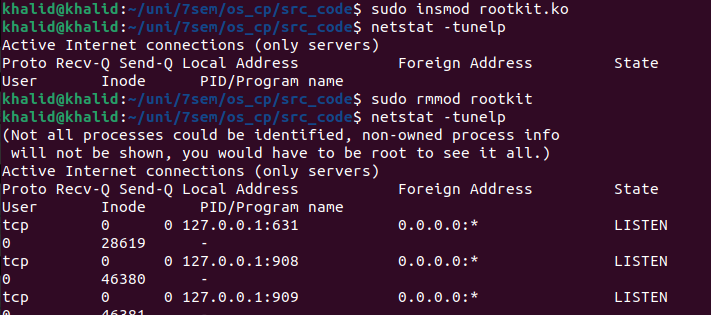 khalid@khalid:~/uni/7sem/os_cp/src_code$ sudo insmod rootkit.ko
khalid@khalid:~/uni/7sem/os_cp/src_code$ netstat -tunelp
Active Internet connections (only servers)
Proto Recv-Q Send-Q Local Address           Foreign Address         State
User       Inode      PID/Program name
khalid@khalid:~/uni/7sem/os_cp/src_code$ sudo rmmod rootkit
khalid@khalid:~/uni/7sem/os_cp/src_code$ netstat -tunelp
(Not all processes could be identified, non-owned process info
 will not be shown, you would have to be root to see it all.)
Active Internet connections (only servers)
Proto Recv-Q Send-Q Local Address           Foreign Address         State
User       Inode      PID/Program name
tcp        0      0 127.0.0.1:631           0.0.0.0:*               LISTEN
0          28619      -
tcp        0      0 127.0.0.1:908           0.0.0.0:*               LISTEN
0          46380      -
tcp        0      0 127.0.0.1:909           0.0.0.0:*               LISTEN
0          46381      -